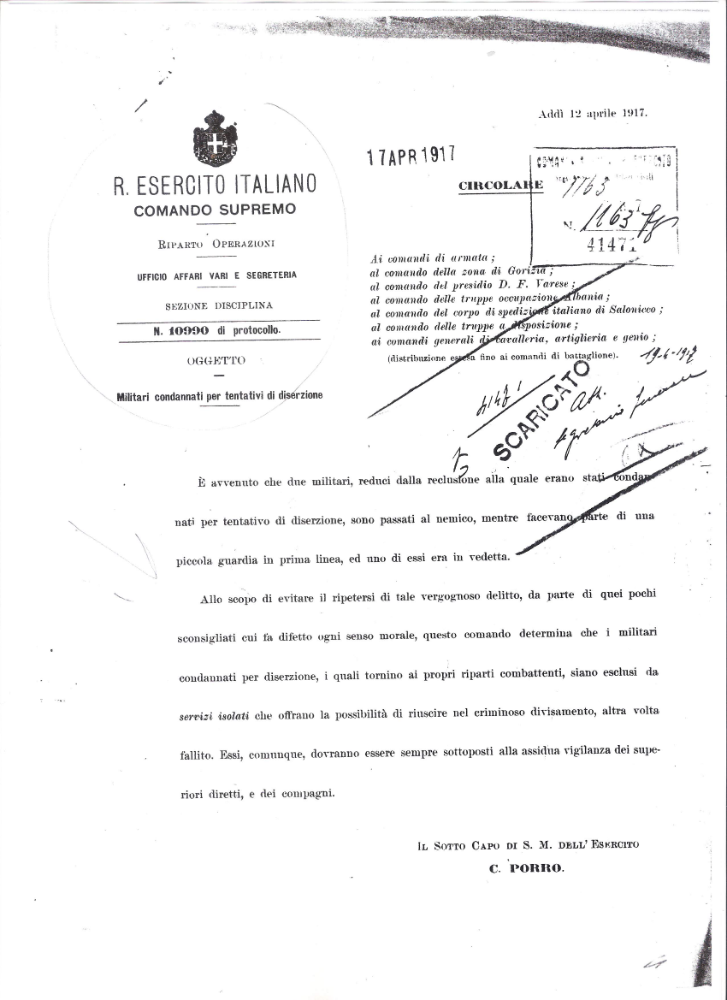 Addì 12 aprile 1917.
17 APR 1917
R. ESERCITO ITALIANO
COMANDO SUPREMO
RIPARTO OPERAZIONI
UFFICIO AFFARI VARI E SEGRETERIA
SEZIONE DISCIPLINA
N. 10990 di protocollo.
OGGETTO
Militari condannati per tentativi di diserzione
CIRCOLARE
N. 1163
41471
Ai comandi di armata;
al comando della zona di Gorizia;
al comando del presidio D. F. Varese;
al comando delle truppe occupazione Albania;
al comando del corpo di spedizione italiano di Salonicco;
al comando delle truppe a disposizione;
ai comandi generali di cavalleria, artiglieria e genio;
(distribuzione estesa fino ai comandi di battaglione).
19-4-1917
SCARICATO
È avvenuto che due militari, reduci dalla reclusione alla quale erano stati condan-
nati per tentativo di diserzione, sono passati al nemico, mentre facevano parte di una
piccola guardia in prima linea, ed uno di essi era in vedetta.
Allo scopo di evitare il ripetersi di tale vergognoso delitto, da parte di quei pochi
sconsigliati cui fa difetto ogni senso morale, questo comando determina che i militari
condannati per diserzione, i quali tornino ai propri riparti combattenti, siano esclusi da
servizi isolati che offrano la possibilità di riuscire nel criminoso divisamento, altra volta
fallito. Essi, comunque, dovranno essere sempre sottoposti alla assidua vigilanza dei supe-
riori diretti, e dei compagni.
IL SOTTO CAPO DI S. M. DELL' ESERCITO
C. PORRO.